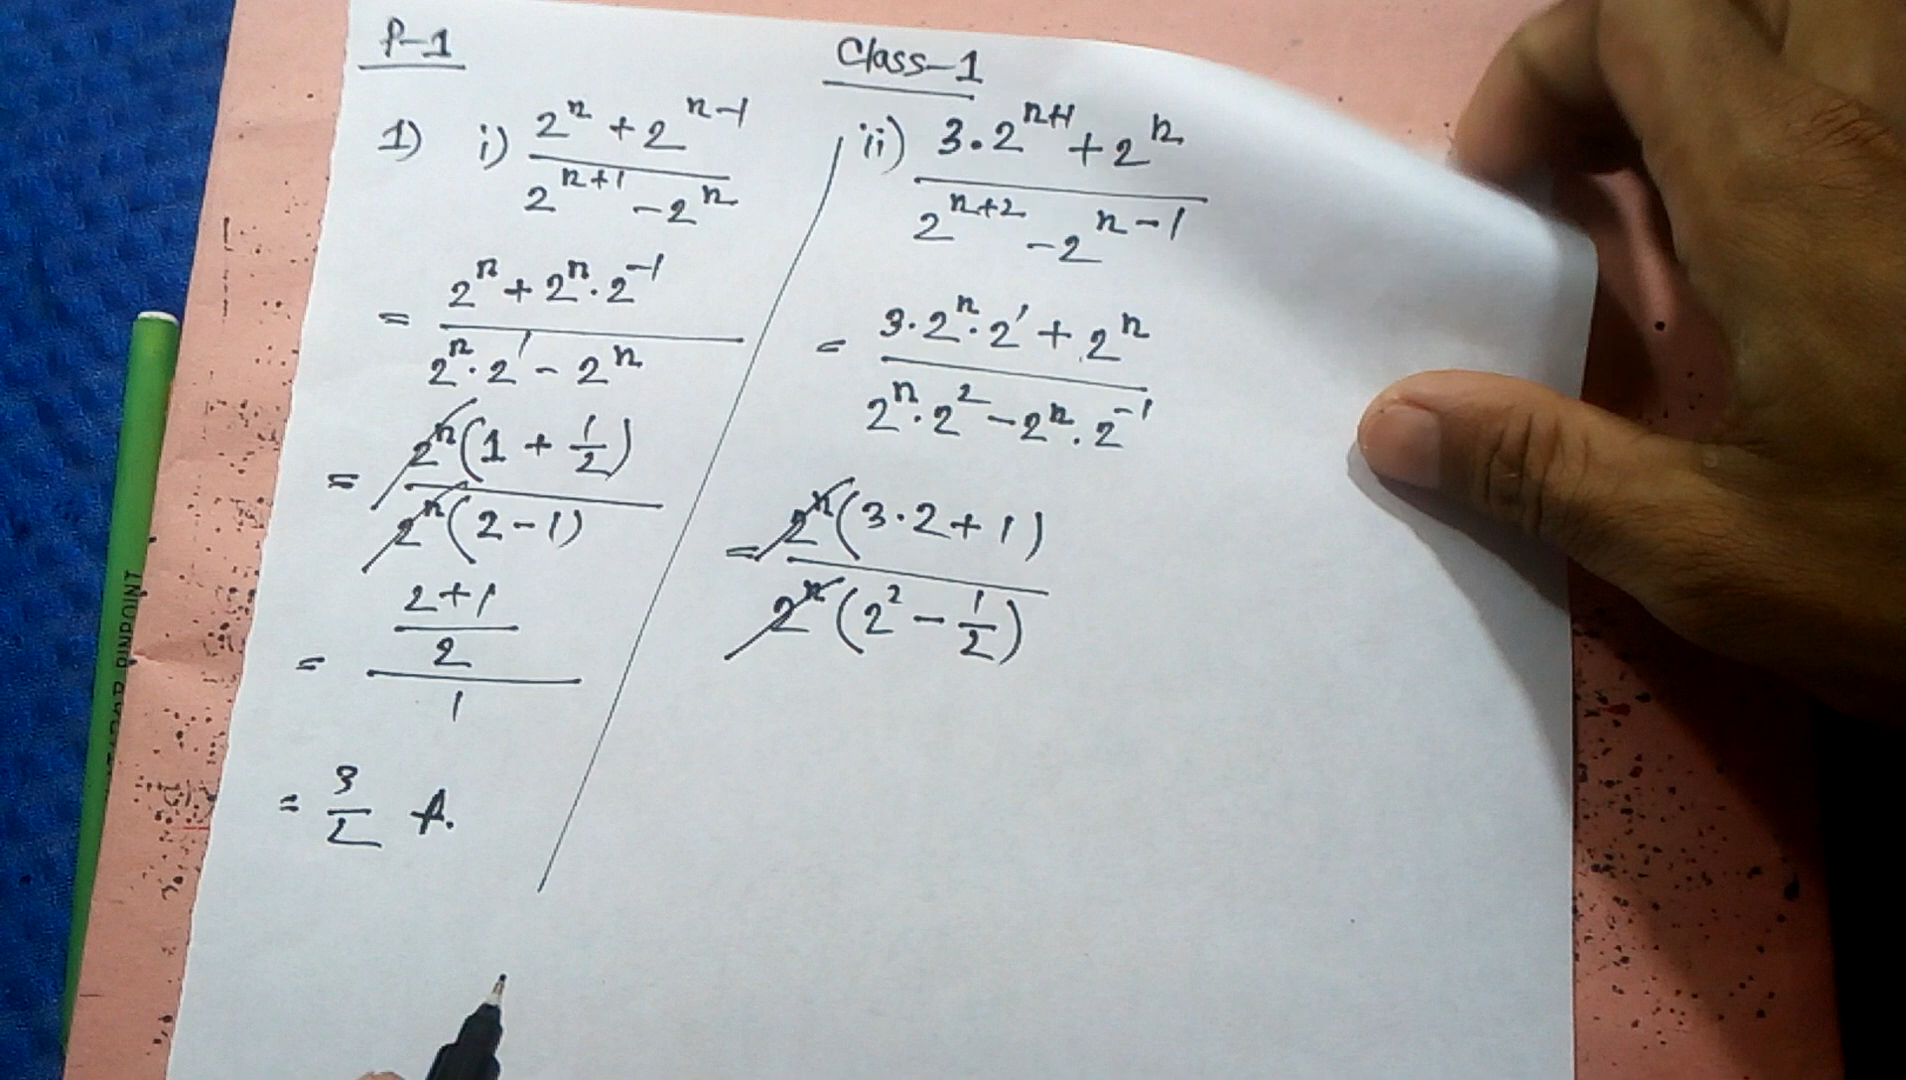 P-1
Class-1
1) i) (2^n + 2^(n-1)) / (2^(n+1) - 2^n)
= (2^n + 2^n . 2^-1) / (2^n . 2^1 - 2^n)
= 2^n (1 + 1/2) / 2^n (2 - 1)
= ((2+1) / 2) / 1
= 3/2 A.
ii) (3 . 2^(n+1) + 2^n) / (2^(n+2) - 2^(n-1))
= (3 . 2^n . 2^1 + 2^n) / (2^n . 2^2 - 2^n . 2^-1)
= 2^n (3 . 2 + 1) / 2^n (2^2 - 1/2)
PINPOINT